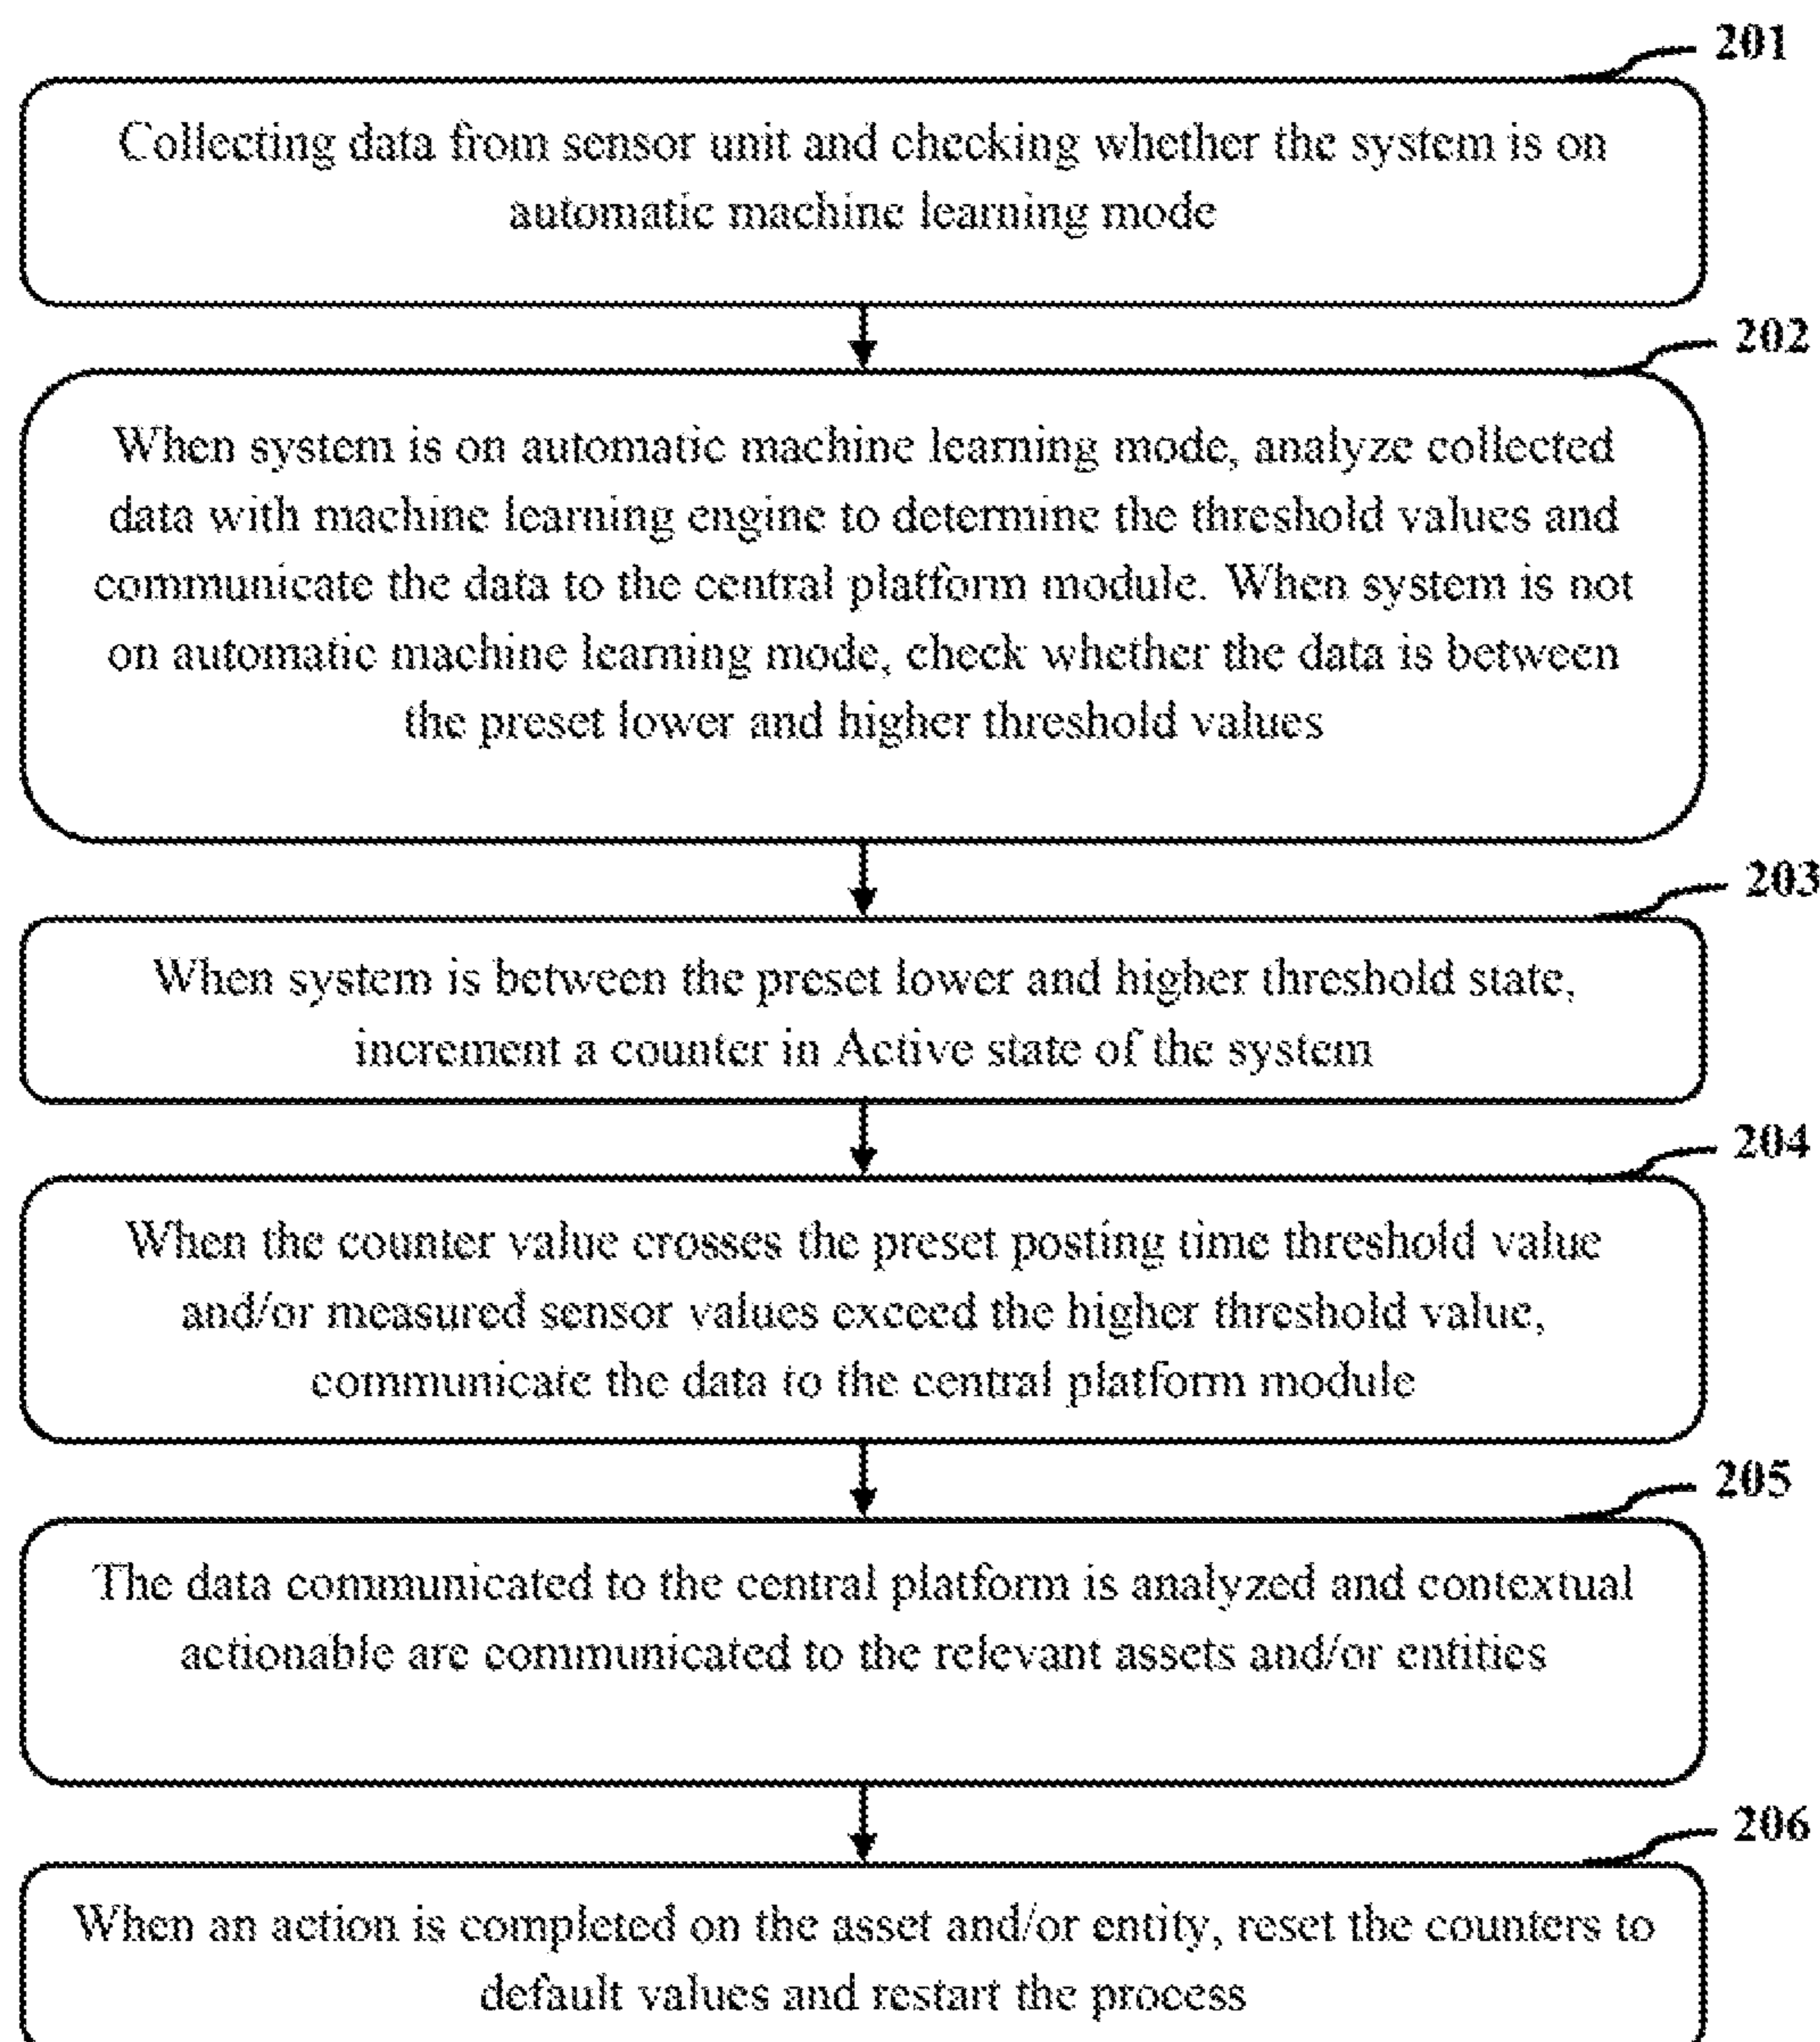 201
Collecting data from sensor unit and checking whether the system is on
automatic machine learning mode
202
When system is on automatic machine learning mode, analyze collected
data with machine learning engine to determine the threshold values and
communicate the data to the central platform module. When system is not
on automatic machine learning mode, check whether the data is between
the preset lower and higher threshold values
203
When system is between the preset lower and higher threshold state,
increment a counter in Active state of the system
204
When the counter value crosses the preset posting time threshold value
and/or measured sensor values exceed the higher threshold value,
communicate the data to the central platform module
205
The data communicated to the central platform is analyzed and contextual
actionable are communicated to the relevant assets and/or entities
206
When an action is completed on the asset and/or entity, reset the counters to
default values and restart the process